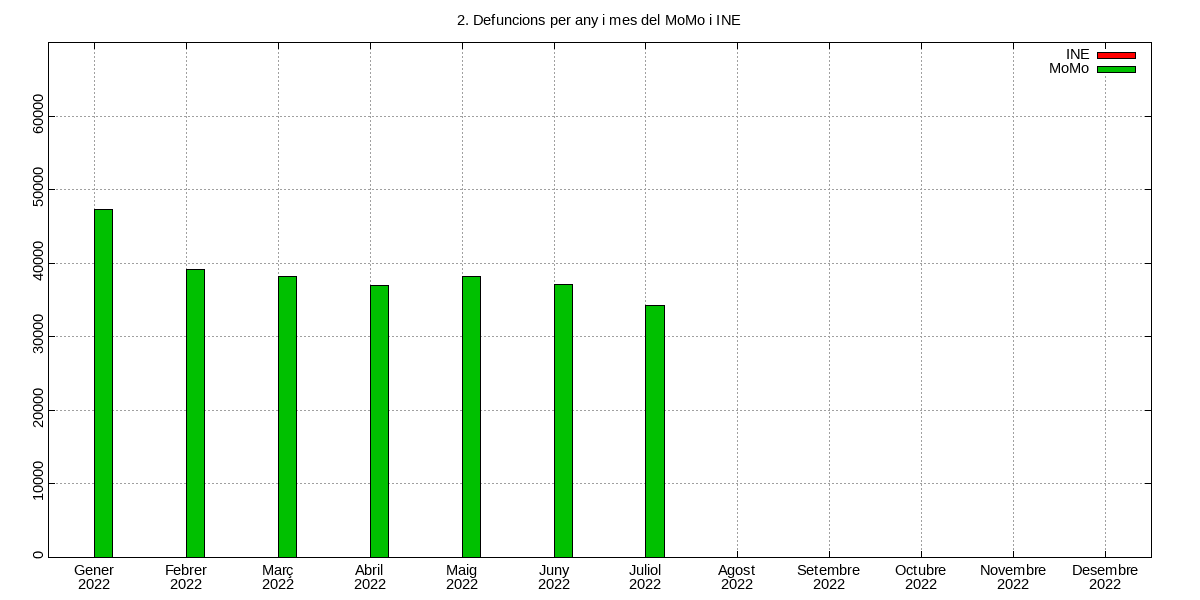 2. Defuncions per any i mes del MoMo i INE
INE
MoMo
60000
50000
40000
30000
20000
10000
0
Gener Febrer Març Abril Maig Juny Juliol Agost Setembre Octubre Novembre Desembre
2022 2022 2022 2022 2022 2022 2022 2022 2022 2022 2022 2022